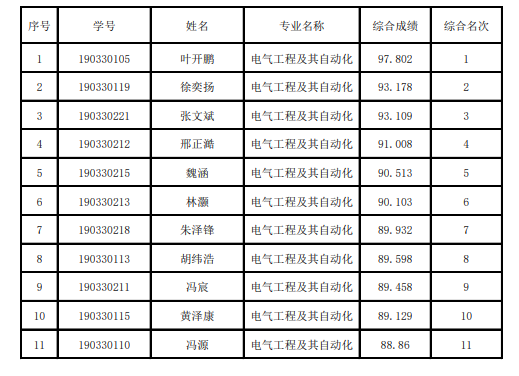 序号 学号 姓名 专业名称 综合成绩 综合名次
1 190330105 叶开鹏 电气工程及其自动化 97.802 1
2 190330119 徐奕扬 电气工程及其自动化 93.178 2
3 190330221 张文斌 电气工程及其自动化 93.109 3
4 190330212 邢正澔 电气工程及其自动化 91.008 4
5 190330215 魏涵 电气工程及其自动化 90.513 5
6 190330213 林灏 电气工程及其自动化 90.103 6
7 190330218 朱泽锋 电气工程及其自动化 89.932 7
8 190330113 胡纬浩 电气工程及其自动化 89.598 8
9 190330211 冯宸 电气工程及其自动化 89.458 9
10 190330115 黄泽康 电气工程及其自动化 89.129 10
11 190330110 冯源 电气工程及其自动化 88.86 11